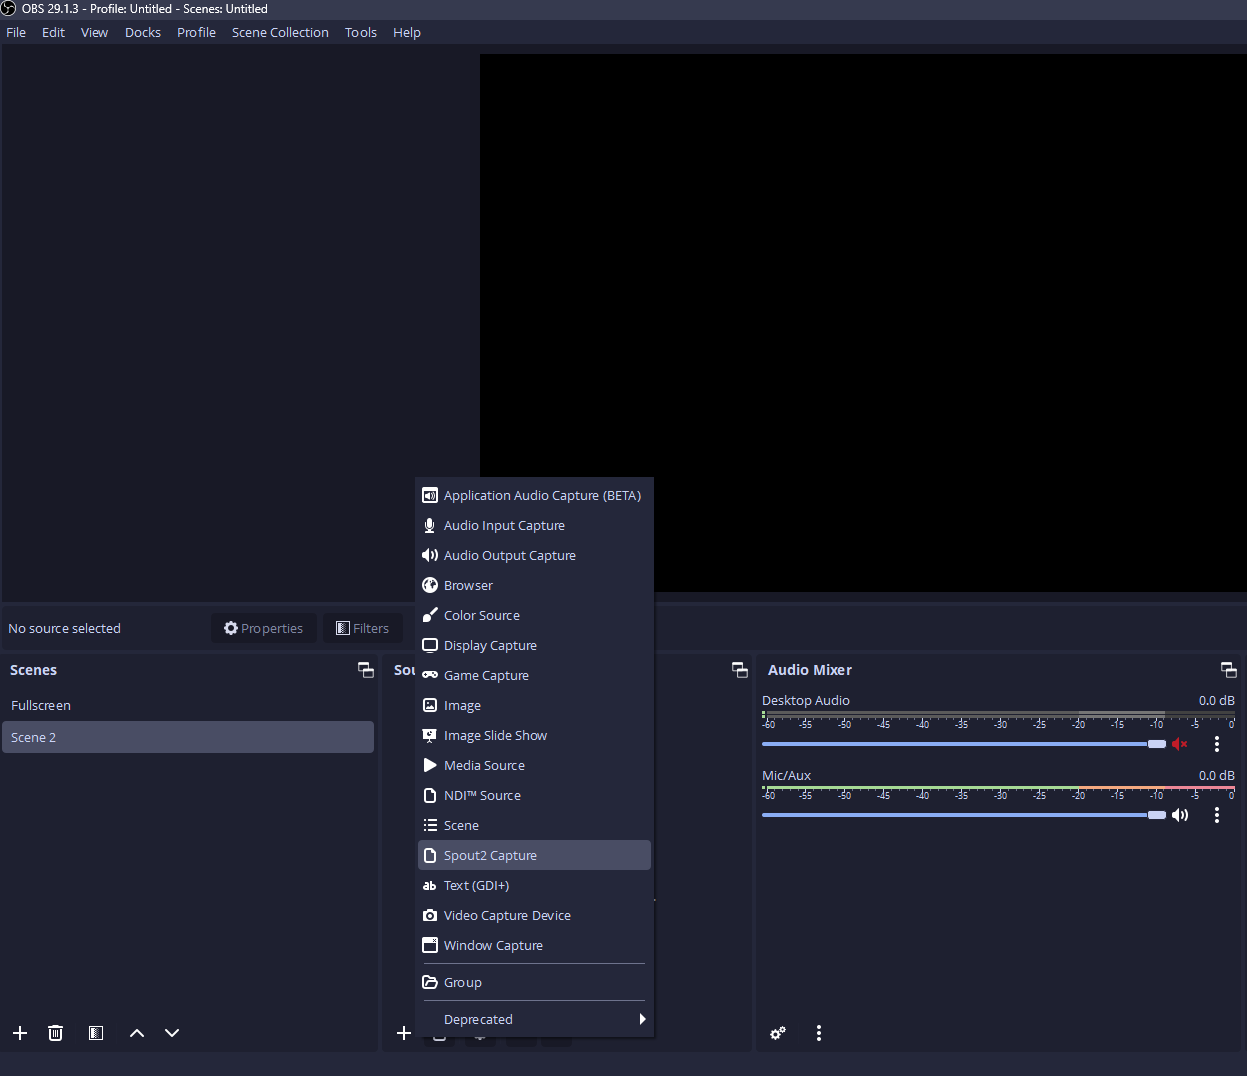 OBS 29.1.3 - Profile: Untitled - Scenes: Untitled
File Edit View Docks Profile Scene Collection Tools Help
Application Audio Capture (BETA)
Audio Input Capture
Audio Output Capture
Browser
Color Source
Display Capture
Game Capture
Image
Image Slide Show
Media Source
NDI™ Source
Scene
Spout2 Capture
ab Text (GDI+)
Video Capture Device
Window Capture
Group
Deprecated
No source selected Properties Filters
Scenes
Fullscreen
Scene 2
Sou
Audio Mixer
Desktop Audio 0.0 dB
-60 -55 -50 -45 -40 -35 -30 -25 -20 -15 -10 -5 0
Mic/Aux 0.0 dB
-60 -55 -50 -45 -40 -35 -30 -25 -20 -15 -10 -5 0